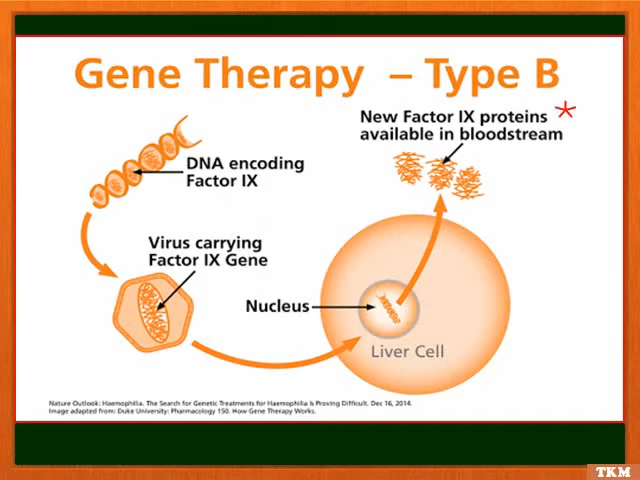 Gene Therapy – Type B
New Factor IX proteins
available in bloodstream
DNA encoding
Factor IX
Virus carrying
Factor IX Gene
Nucleus
Liver Cell
Nature Outlook: Haemophilia. The Search for Genetic Treatments for Haemophilia Is Proving Difficult. Dec 16, 2014.
Image adapted from: Duke University: Pharmacology 150. How Gene Therapy Works.
TKM